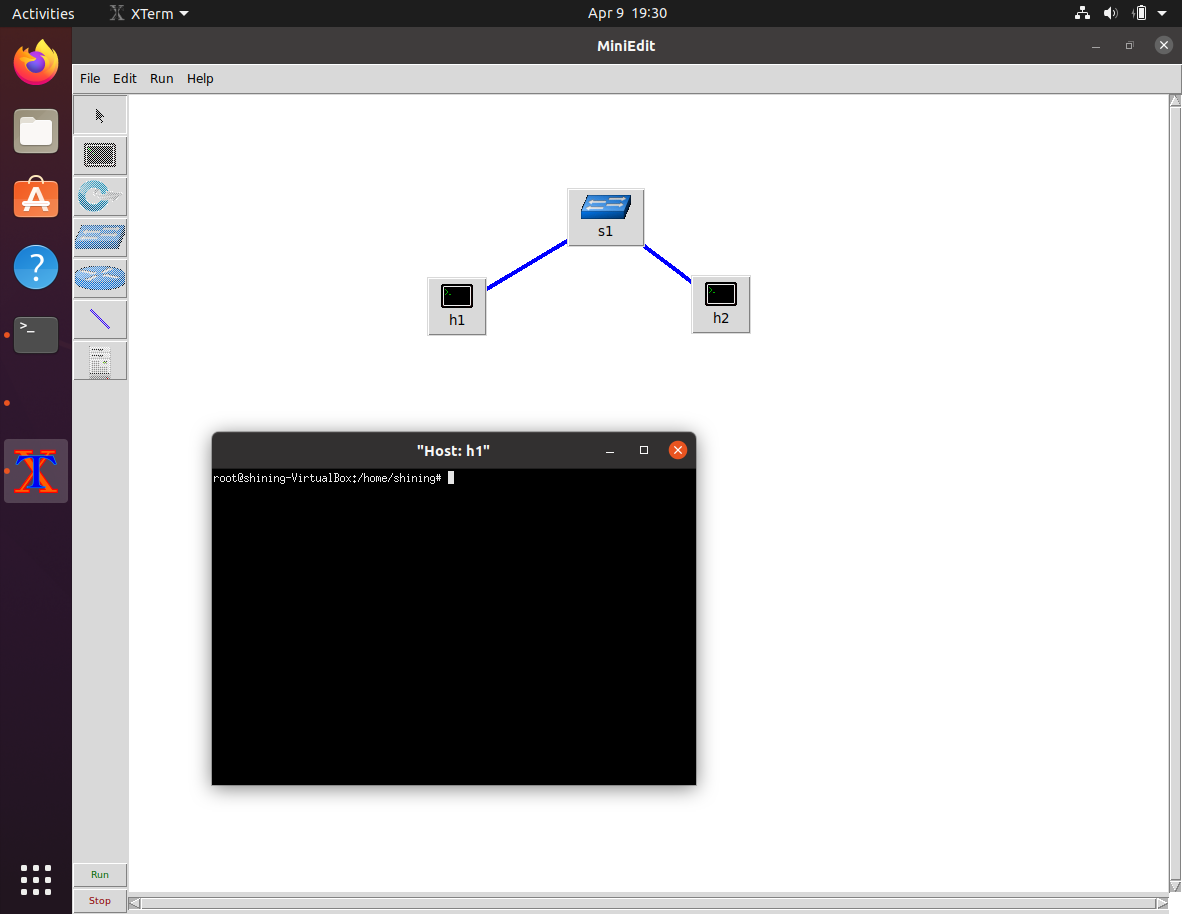 Activities XTerm Apr 9 19:30
MiniEdit
File Edit Run Help
s1
h1
h2
"Host: h1"
root@shining-VirtualBox:/home/shining#
Run
Stop